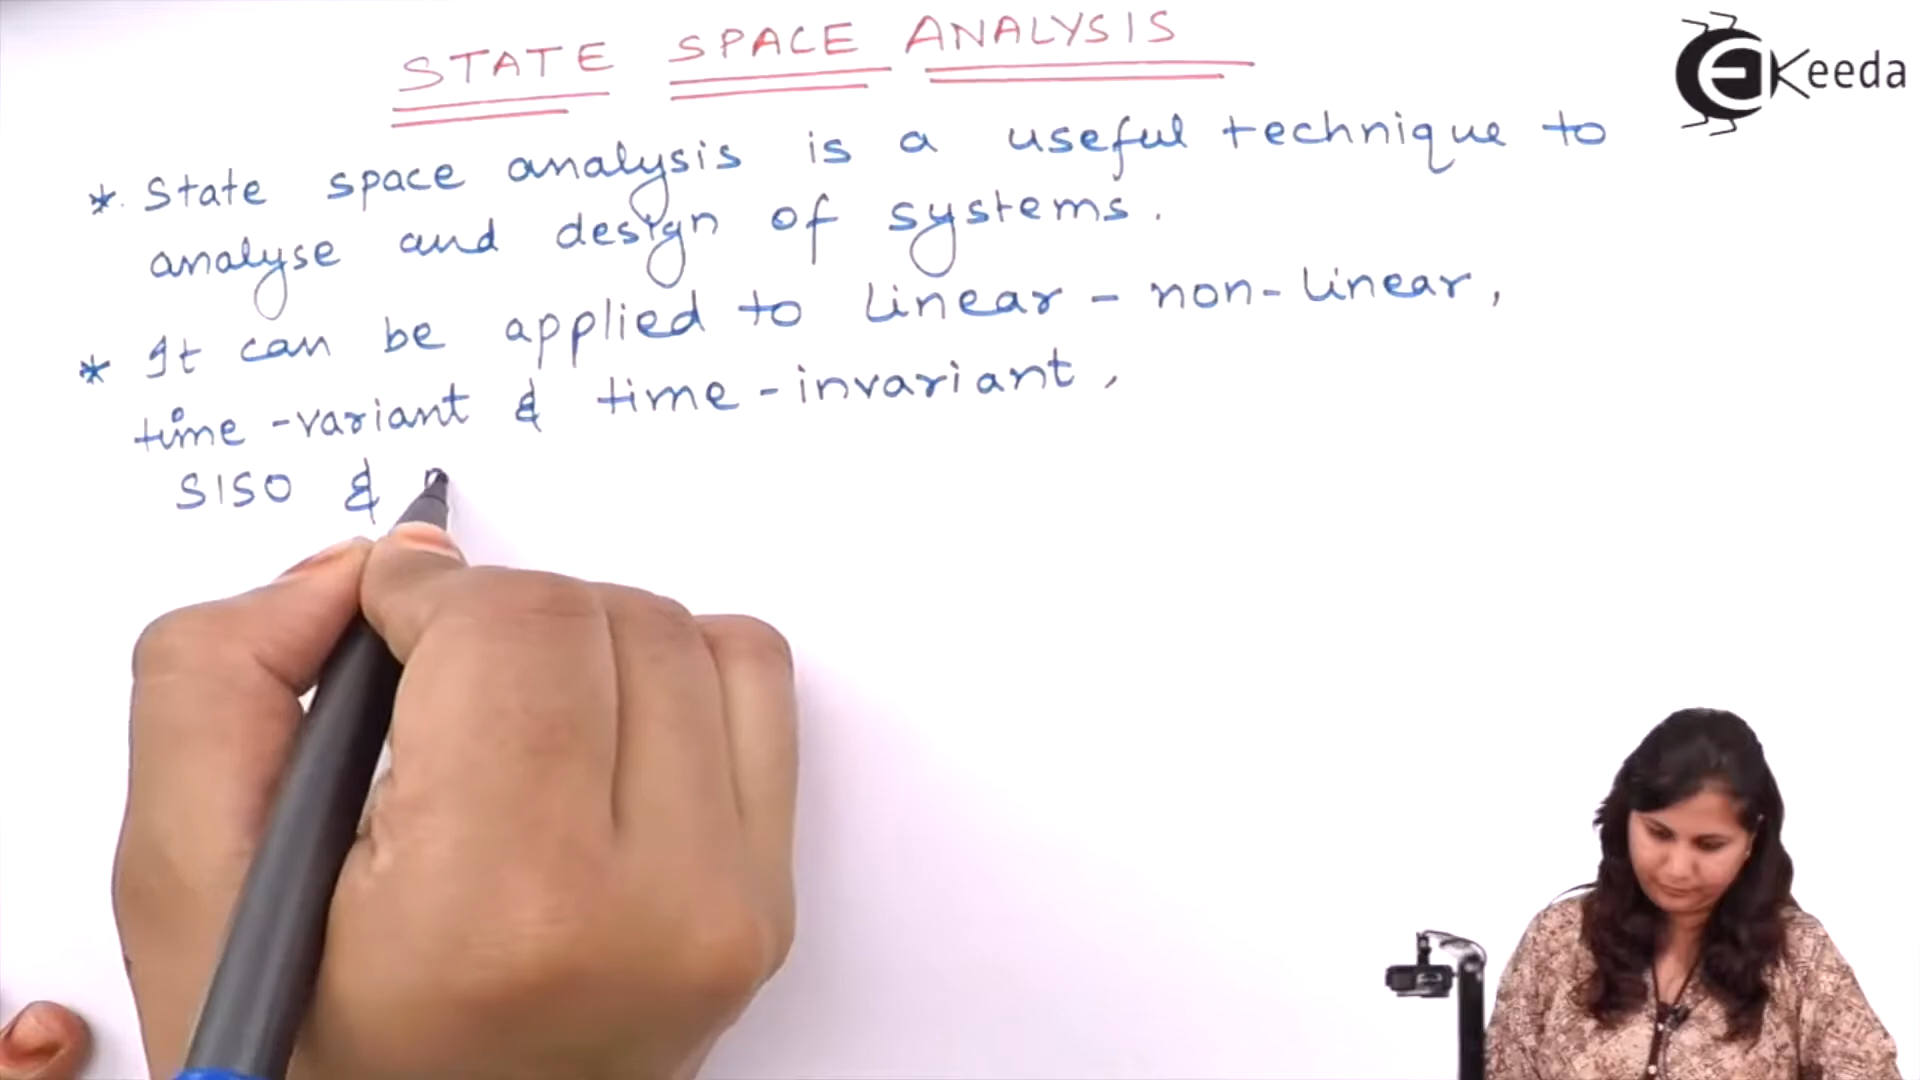 STATE SPACE ANALYSIS
EKeeda
* State space analysis is a useful technique to
analyse and design of systems.
* It can be applied to linear - non-linear,
time-variant & time-invariant,
SISO &